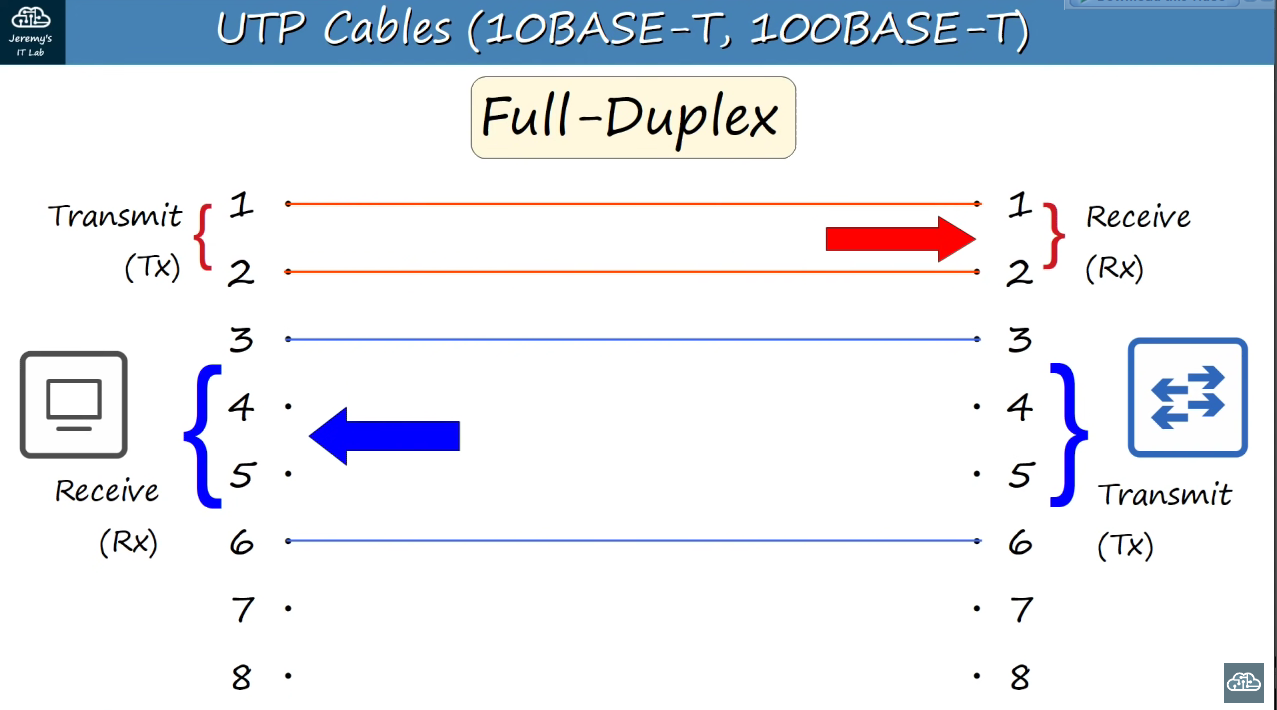 Jeremy's
IT Lab
UTP Cables (10BASE-T, 100BASE-T)
Full-Duplex
Transmit
(Tx)
1
2
3
4
5
6
7
8
Receive
(Rx)
1
2
3
4
5
6
7
8
Receive
(Rx)
Transmit
(Tx)